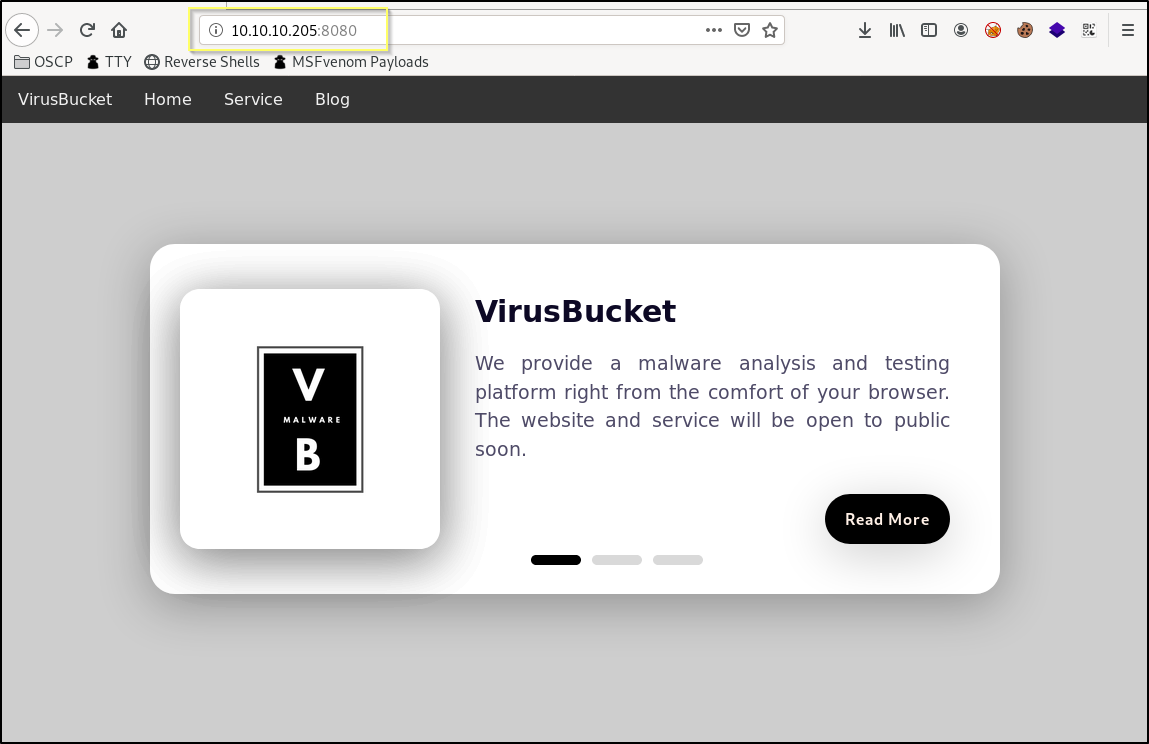 10.10.10.205:8080
OSCP TTY Reverse Shells MSFvenom Payloads
VirusBucket Home Service Blog
V
MALWARE
B
VirusBucket
We provide a malware analysis and testing
platform right from the comfort of your browser.
The website and service will be open to public
soon.
Read More